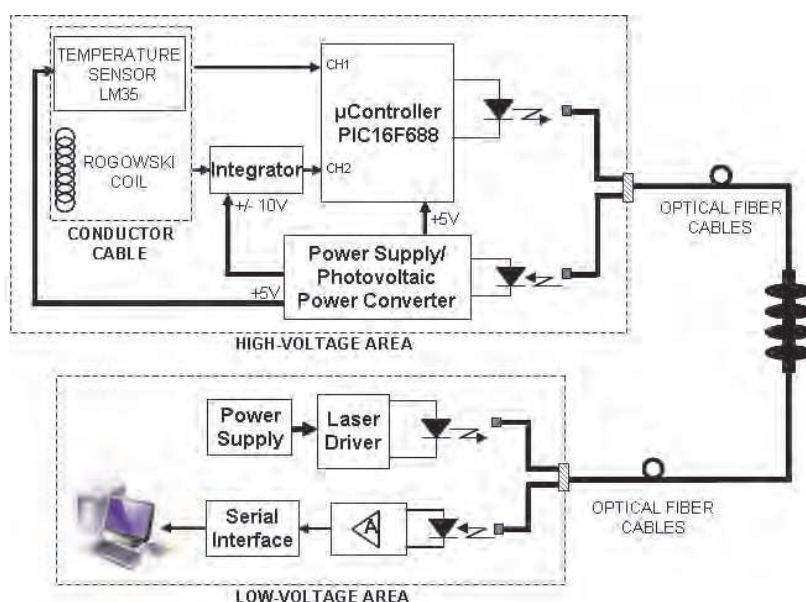 TEMPERATURE
SENSOR
LM35
CH1
µController
PIC16F688
ROGOWSKI
COIL
Integrator
CH2
+/- 10V
+5V
CONDUCTOR
CABLE
Power Supply/
Photovoltaic
Power Converter
+5V
HIGH-VOLTAGE AREA
OPTICAL FIBER
CABLES
Power
Supply
Laser
Driver
Serial
Interface
A
OPTICAL FIBER
CABLES
LOW-VOLTAGE AREA